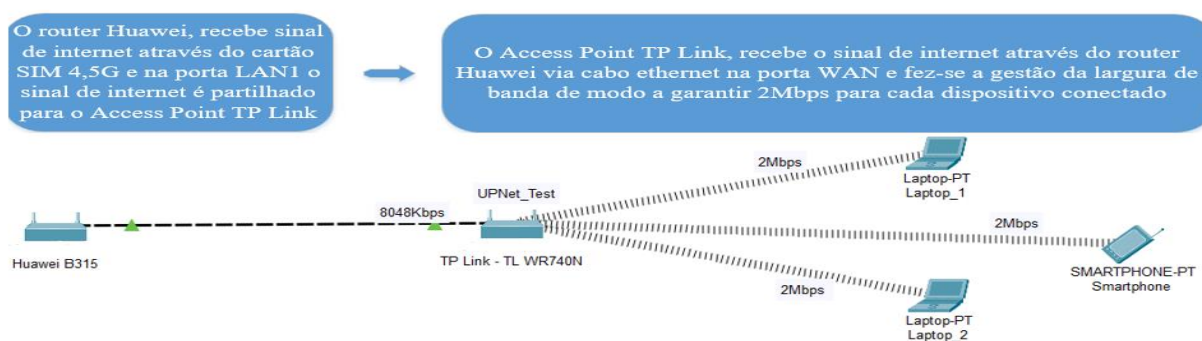 O router Huawei, recebe sinal
de internet através do cartão
SIM 4,5G e na porta LAN1 o
sinal de internet é partilhado
para o Access Point TP Link
O Access Point TP Link, recebe o sinal de internet através do router
Huawei via cabo ethernet na porta WAN e fez-se a gestão da largura de
banda de modo a garantir 2Mbps para cada dispositivo conectado
2Mbps
Laptop-PT
Laptop_1
UPNet_Test
8048Kbps
2Mbps
Huawei B315
TP Link - TL WR740N
SMARTPHONE-PT
Smartphone
2Mbps
Laptop-PT
Laptop_2